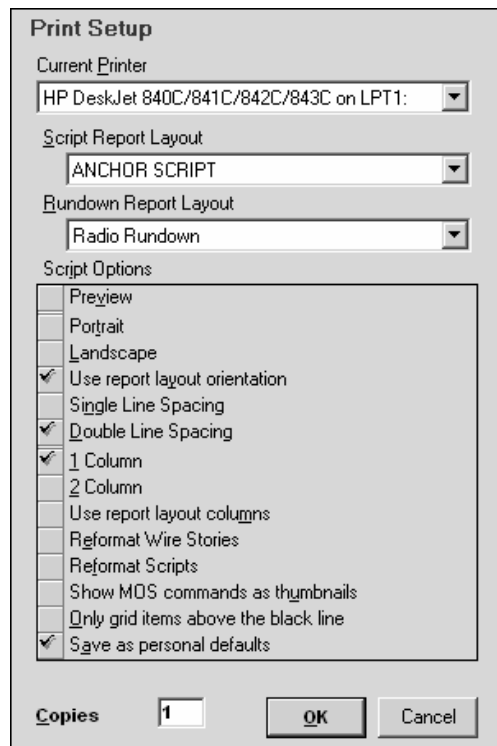 Print Setup
Current Printer
HP DeskJet 840C/841C/842C/843C on LPT1:
Script Report Layout
ANCHOR SCRIPT
Rundown Report Layout
Radio Rundown
Script Options
Preview
Portrait
Landscape
Use report layout orientation
Single Line Spacing
Double Line Spacing
1 Column
2 Column
Use report layout columns
Reformat Wire Stories
Reformat Scripts
Show MOS commands as thumbnails
Only grid items above the black line
Save as personal defaults
Copies 1 OK Cancel